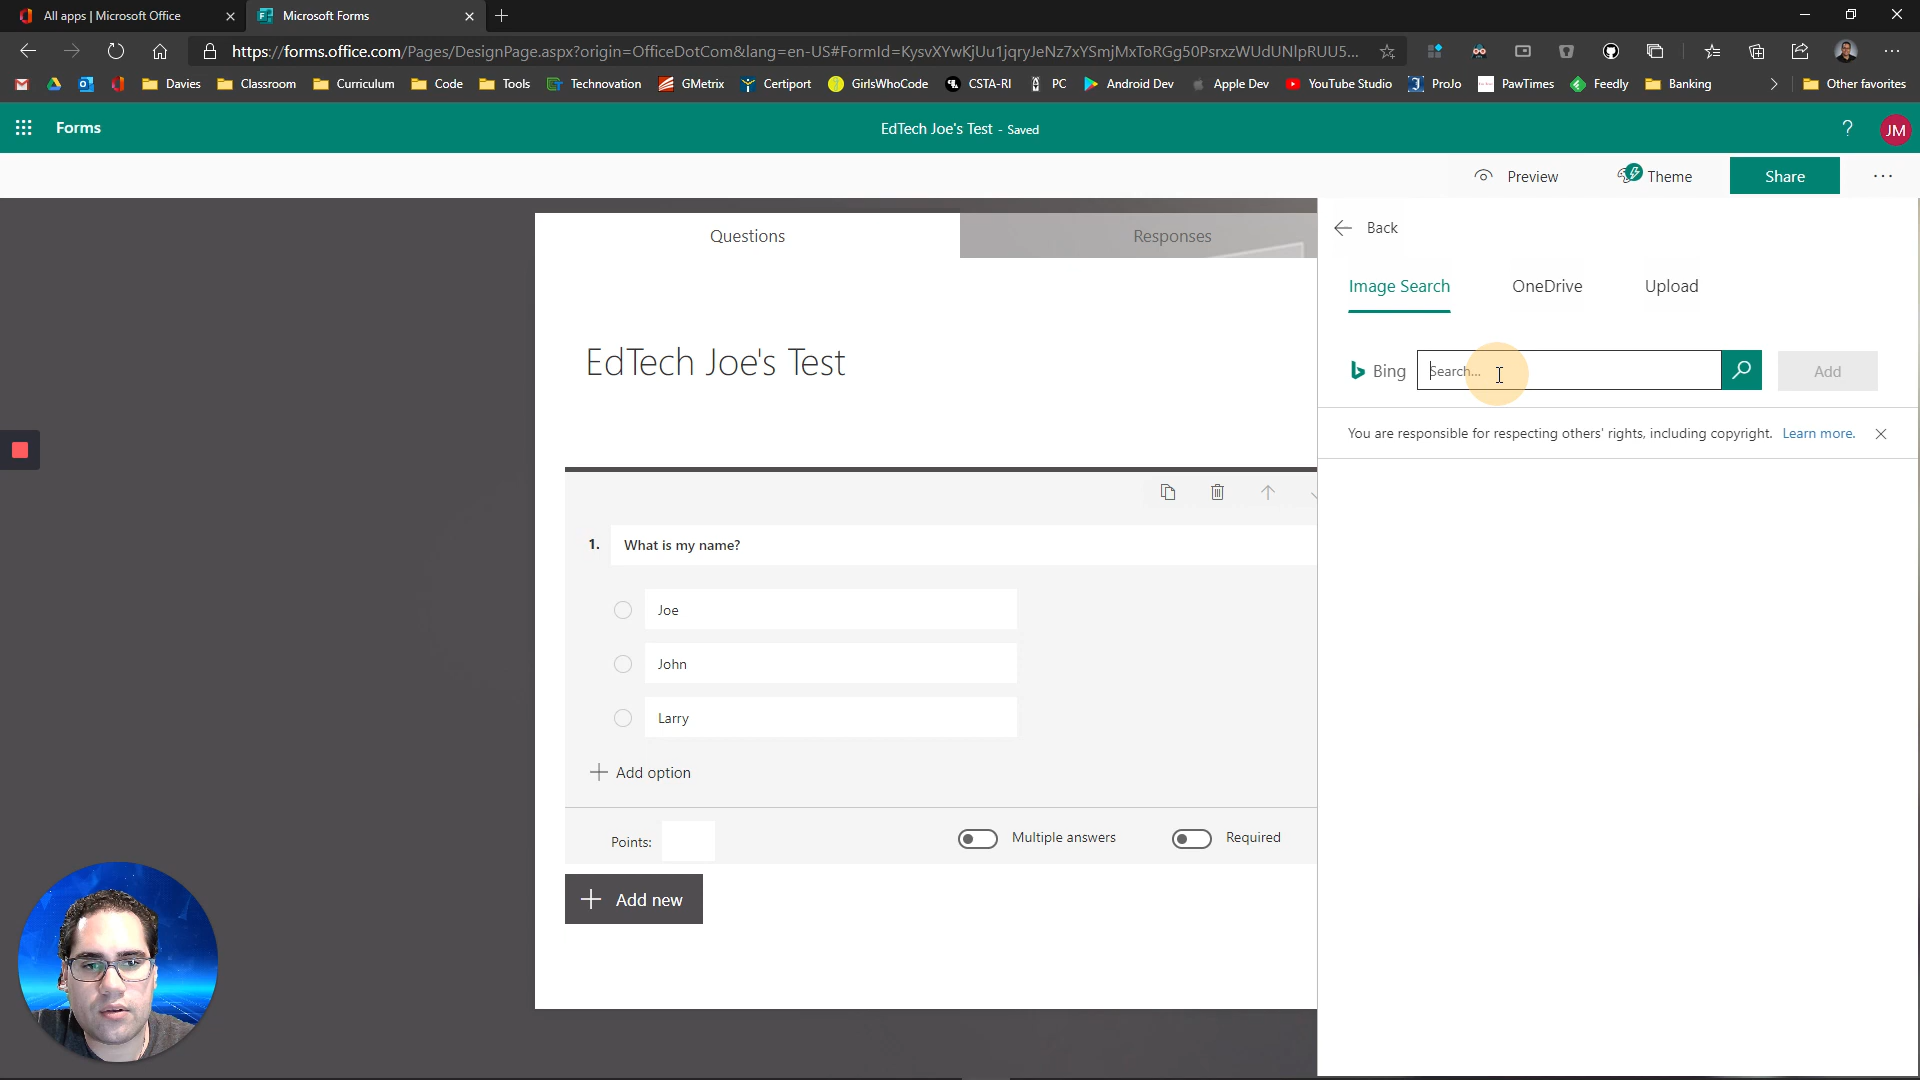 All apps | Microsoft Office
Microsoft Forms
https://forms.office.com/Pages/DesignPage.aspx?origin=OfficeDotCom&lang=en-US#FormId=KysvXYwKjUu1jqryJeNz7xYSmjMxToRGg50PsrxzWUdUNlpRUU5...
Davies Classroom Curriculum Code Tools Technovation GMetrix Certiport GirlsWhoCode CSTA-RI PC Android Dev Apple Dev YouTube Studio ProJo PawTimes Feedly Banking Other favorites
Forms
EdTech Joe's Test - Saved
? JM
Preview
Theme
Share
Questions
Responses
EdTech Joe's Test
1. What is my name?
Joe
John
Larry
Add option
Points:
Multiple answers
Required
Add new
Back
Image Search
OneDrive
Upload
Bing
Search...
Add
You are responsible for respecting others' rights, including copyright. Learn more.